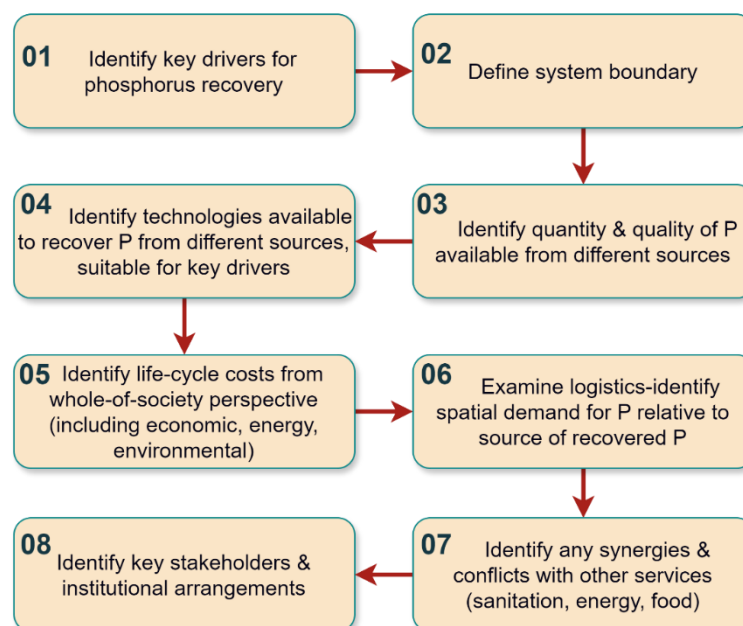 01
Identify key drivers for
phosphorus recovery
02
Define system boundary
03
Identify quantity & quality of P
available from different sources
04
Identify technologies available
to recover P from different sources,
suitable for key drivers
05
Identify life-cycle costs from
whole-of-society perspective
(including economic, energy,
environmental)
06
Examine logistics-identify
spatial demand for P relative to
source of recovered P
07
Identify any synergies &
conflicts with other services
(sanitation, energy, food)
08
Identify key stakeholders &
institutional arrangements